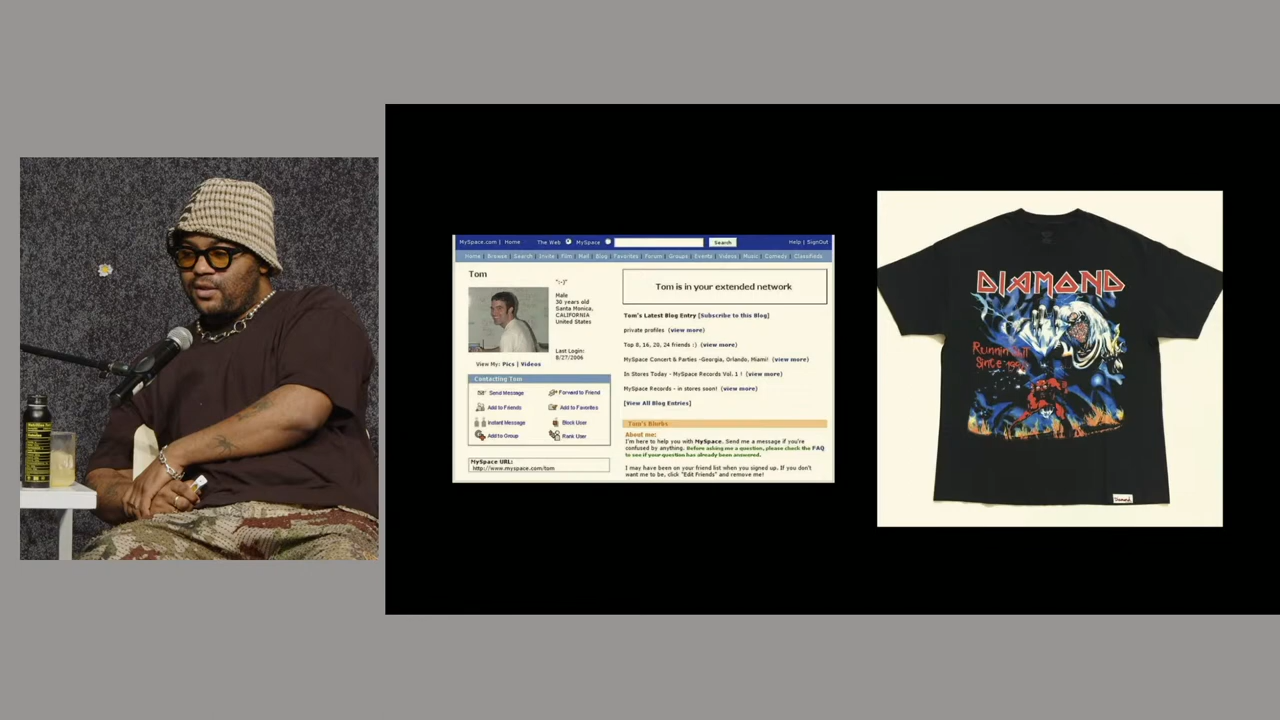 MySpace.com | Home
The Web
MySpace
Search
Help | SignOut
Home | Browse | Search | Invite | Film | Mail | Blog | Favorites | Forum | Groups | Events | Videos | Music | Comedy | Classifieds
Tom
":-)"
Male
30 years old
Santa Monica,
CALIFORNIA
United States
Last Login:
8/27/2006
View My: Pics | Videos
Contacting Tom
Send Message
Forward to Friend
Add to Friends
Add to Favorites
Instant Message
Block User
Add to Group
Rank User
MySpace URL:
http://www.myspace.com/tom
Tom is in your extended network
Tom's Latest Blog Entry [Subscribe to this Blog]
private profiles (view more)
Top 8, 16, 20, 24 friends :) (view more)
MySpace Concert & Parties -Georgia, Orlando, Miami! (view more)
In Stores Today - MySpace Records Vol. 1 ! (view more)
MySpace Records - in stores soon! (view more)
[View All Blog Entries]
Tom's Blurbs
About me:
I'm here to help you with MySpace. Send me a message if you're
confused by anything. Before asking me a question, please check the FAQ
to see if your question has already been answered.
I may have been on your friend list when you signed up. If you don't
want me to be, click "Edit Friends" and remove me!
DIAMOND
Since
Diamond